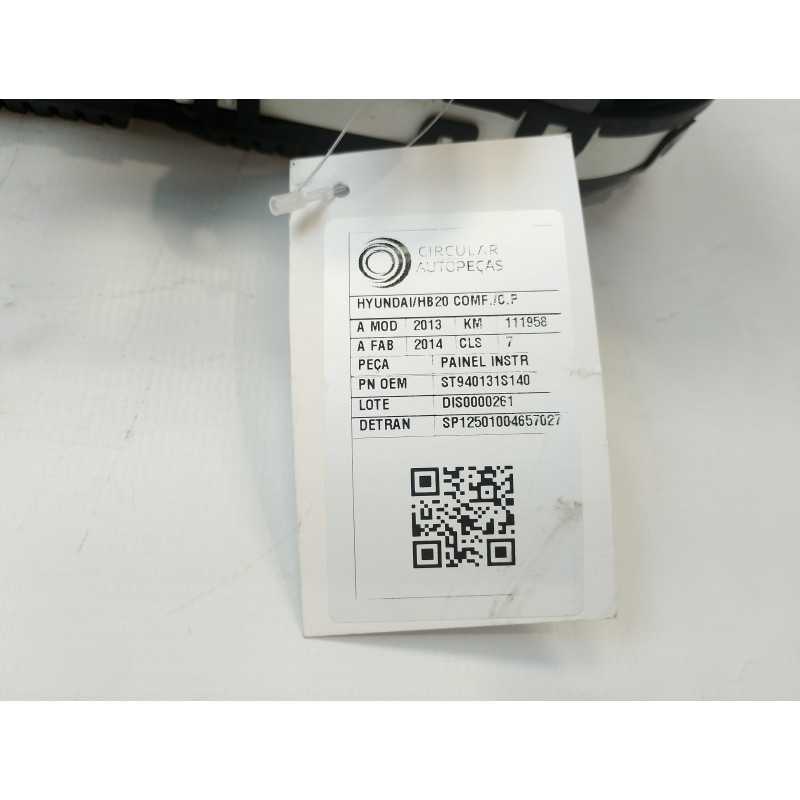 CIRCULAR
AUTOPEÇAS
HYUNDAI/HB20 COMF./C.P
A MOD 2013 KM 111958
A FAB 2014 CLS 7
PEÇA PAINEL INSTR
PN OEM ST940131S140
LOTE DIS0000261
DETRAN SP12501004657027